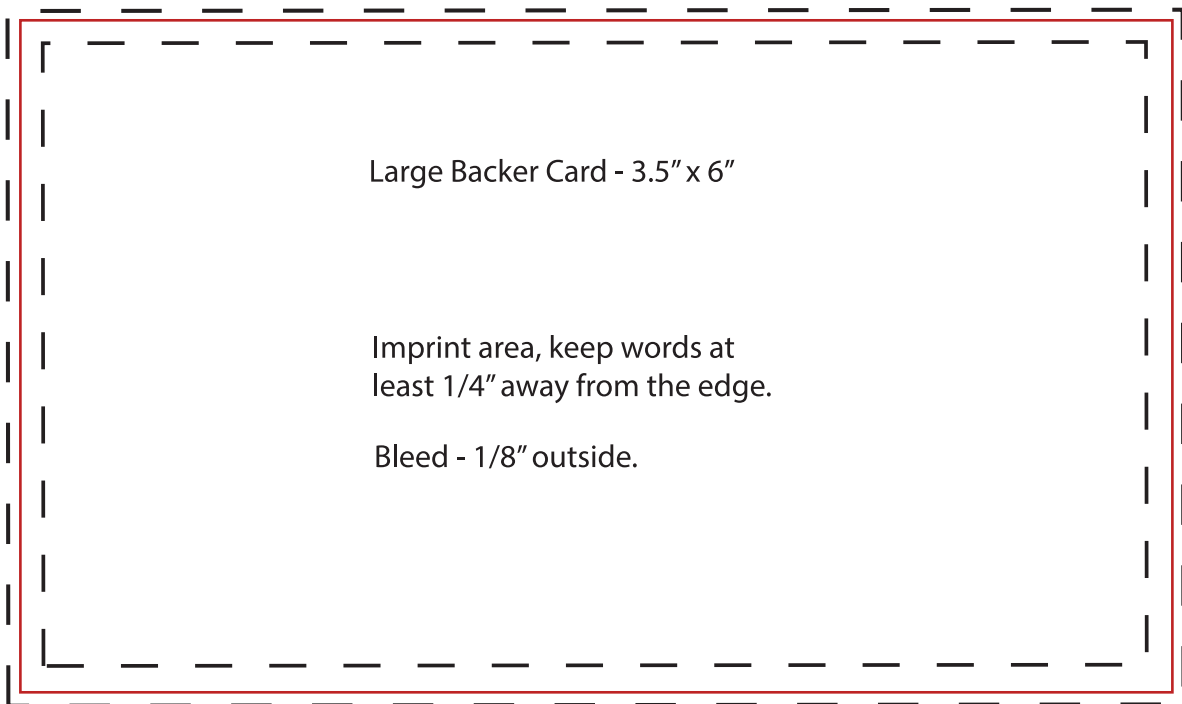 Large Backer Card - 3.5" x 6"
Imprint area, keep words at
least 1/4" away from the edge.
Bleed - 1/8" outside.